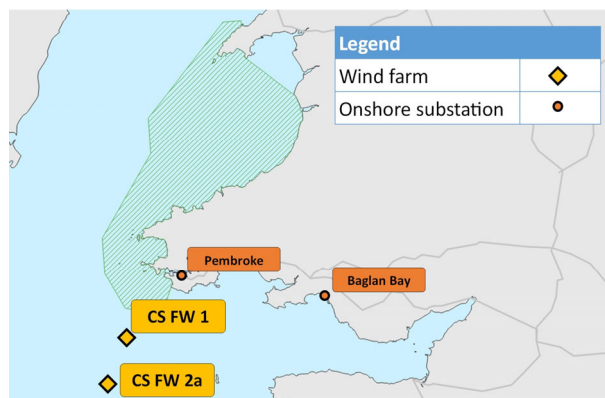 Legend
Wind farm
Onshore substation
Pembroke
Baglan Bay
CS FW 1
CS FW 2a